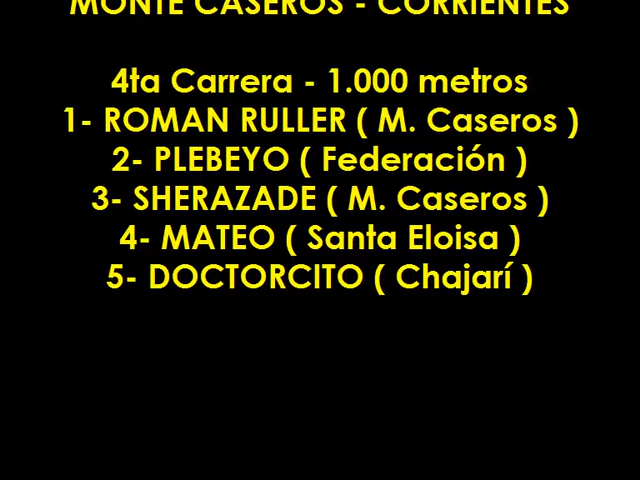 MONTE CASEROS - CORRIENTES
4ta Carrera - 1.000 metros
1- ROMAN RULLER ( M. Caseros )
2- PLEBEYO ( Federación )
3- SHERAZADE ( M. Caseros )
4- MATEO ( Santa Eloisa )
5- DOCTORCITO ( Chajarí )